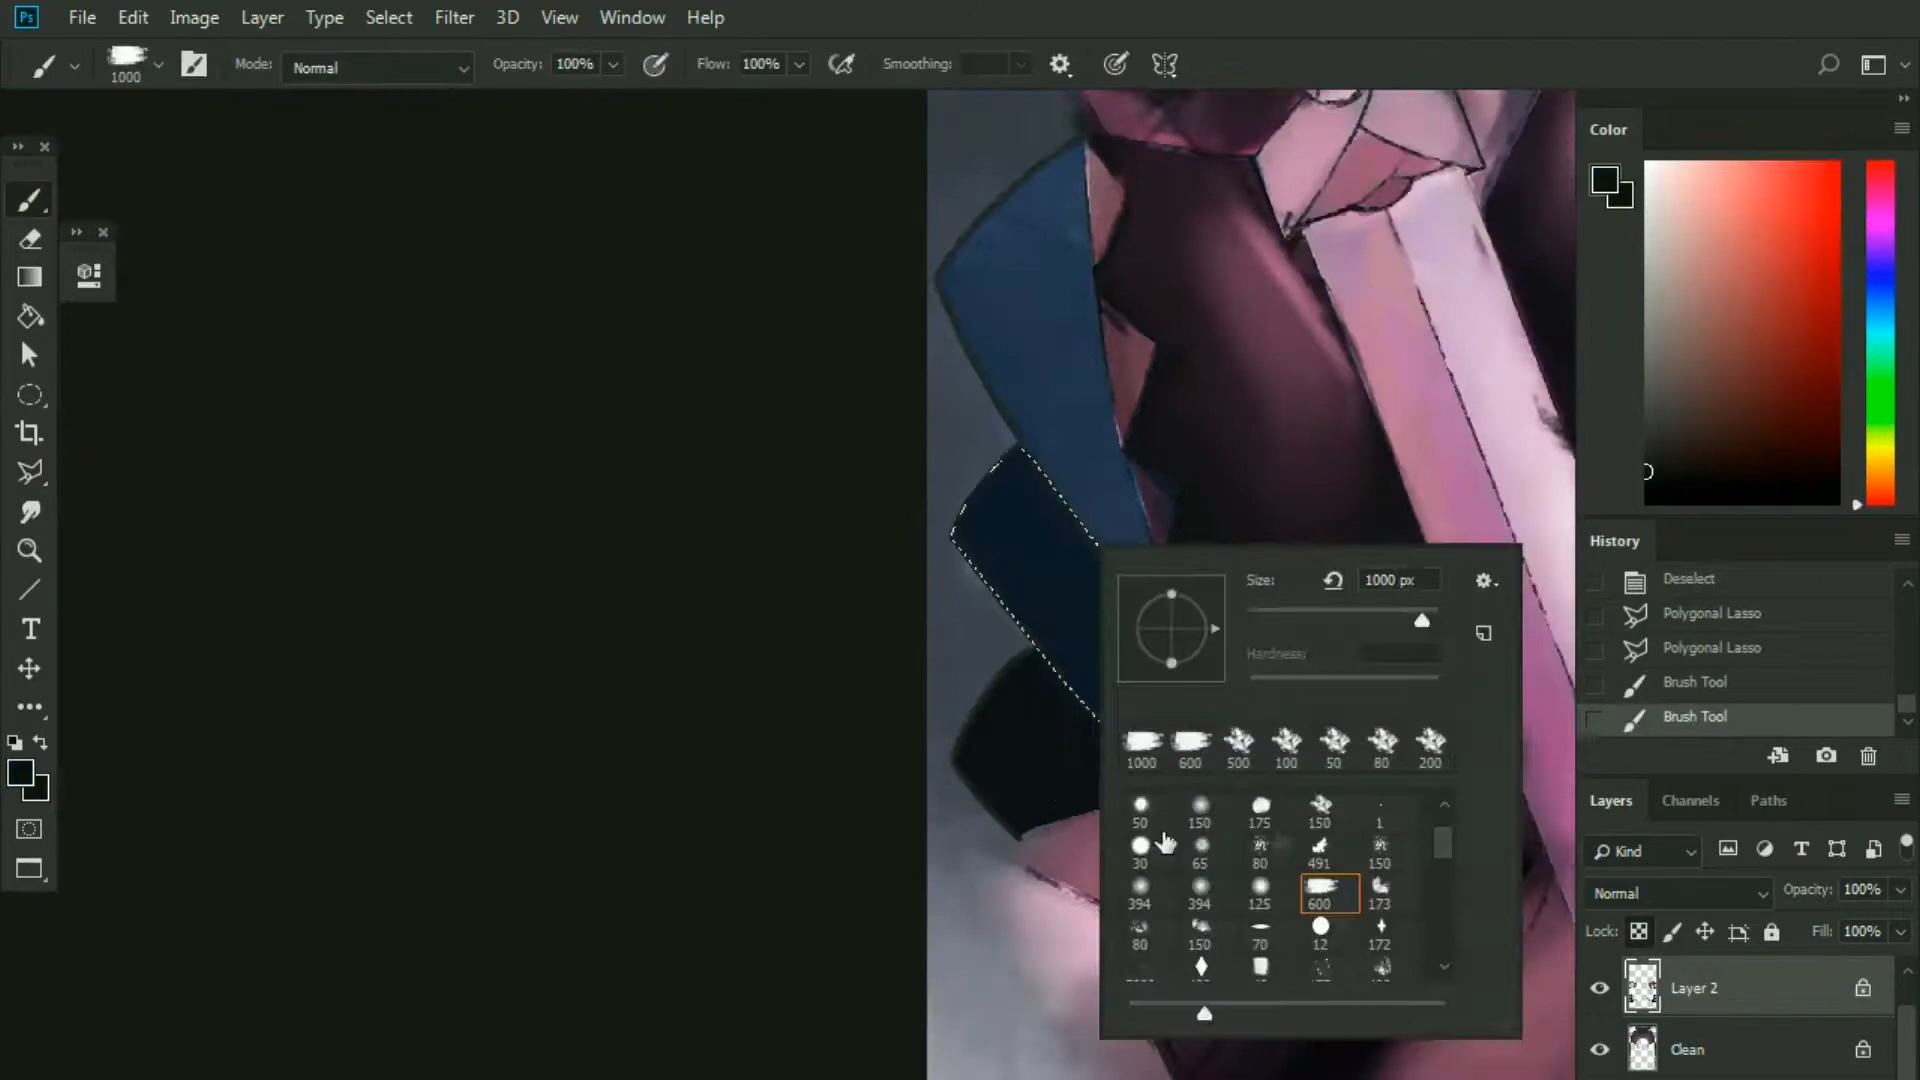 Ps File Edit Image Layer Type Select Filter 3D View Window Help
1000 Mode: Normal Opacity: 100% Flow: 100% Smoothing:
Color
History
Deselect
Polygonal Lasso
Polygonal Lasso
Brush Tool
Brush Tool
Size: 1000 px
Hardness:
1000 600 500 100 50 80 200
50 150 175 150 1
30 65 80 491 150
394 394 125 600 173
80 150 70 12 172
Layers Channels Paths
Kind
Normal Opacity: 100%
Lock: Fill: 100%
Layer 2
Clean